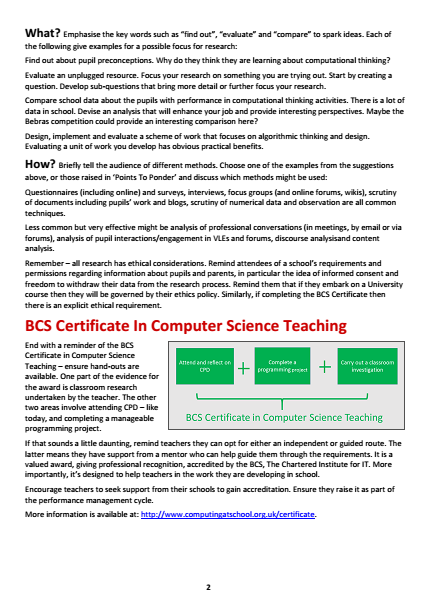 What? Emphasise the key words such as “find out”, “evaluate” and “compare” to spark ideas. Each of
the following give examples for a possible focus for research:
Find out about pupil preconceptions. Why do they think they are learning about computational thinking?
Evaluate an unplugged resource. Focus your research on something you are trying out. Start by creating a
question. Develop sub-questions that bring more detail or further focus your research.
Compare school data about the pupils with performance in computational thinking activities. There is a lot of
data in school. Devise an analysis that will enhance your job and provide interesting perspectives. Maybe the
Bebras competition could provide an interesting comparison here?
Design, implement and evaluate a scheme of work that focuses on algorithmic thinking and design.
Evaluating a unit of work you develop has obvious practical benefits.
How? Briefly tell the audience of different methods. Choose one of the examples from the suggestions
above, or those raised in ‘Points To Ponder’ and discuss which methods might be used:
Questionnaires (including online) and surveys, interviews, focus groups (and online forums, wikis), scrutiny
of documents including pupils’ work and blogs, scrutiny of numerical data and observation are all common
techniques.
Less common but very effective might be analysis of professional conversations (in meetings, by email or via
forums), analysis of pupil interactions/engagement in VLEs and forums, discourse analysisand content
analysis.
Remember – all research has ethical considerations. Remind attendees of a school’s requirements and
permissions regarding information about pupils and parents, in particular the idea of informed consent and
freedom to withdraw their data from the research process. Remind them that if they embark on a University
course then they will be governed by their ethics policy. Similarly, if completing the BCS Certificate then
there is an explicit ethical requirement.
BCS Certificate In Computer Science Teaching
End with a reminder of the BCS
Certificate in Computer Science
Teaching – ensure hand-outs are
available. One part of the evidence for
the award is classroom research
undertaken by the teacher. The other
two areas involve attending CPD – like
today, and completing a manageable
programming project.
Attend and reflect on
CPD
+
Complete a
programming project
+
Carry out a classroom
investigation
BCS Certificate in Computer Science Teaching
If that sounds a little daunting, remind teachers they can opt for either an independent or guided route. The
latter means they have support from a mentor who can help guide them through the requirements. It is a
valued award, giving professional recognition, accredited by the BCS, The Chartered Institute for IT. More
importantly, it’s designed to help teachers in the work they are developing in school.
Encourage teachers to seek support from their schools to gain accreditation. Ensure they raise it as part of
the performance management cycle.
More information is available at: http://www.computingatschool.org.uk/certificate.
2